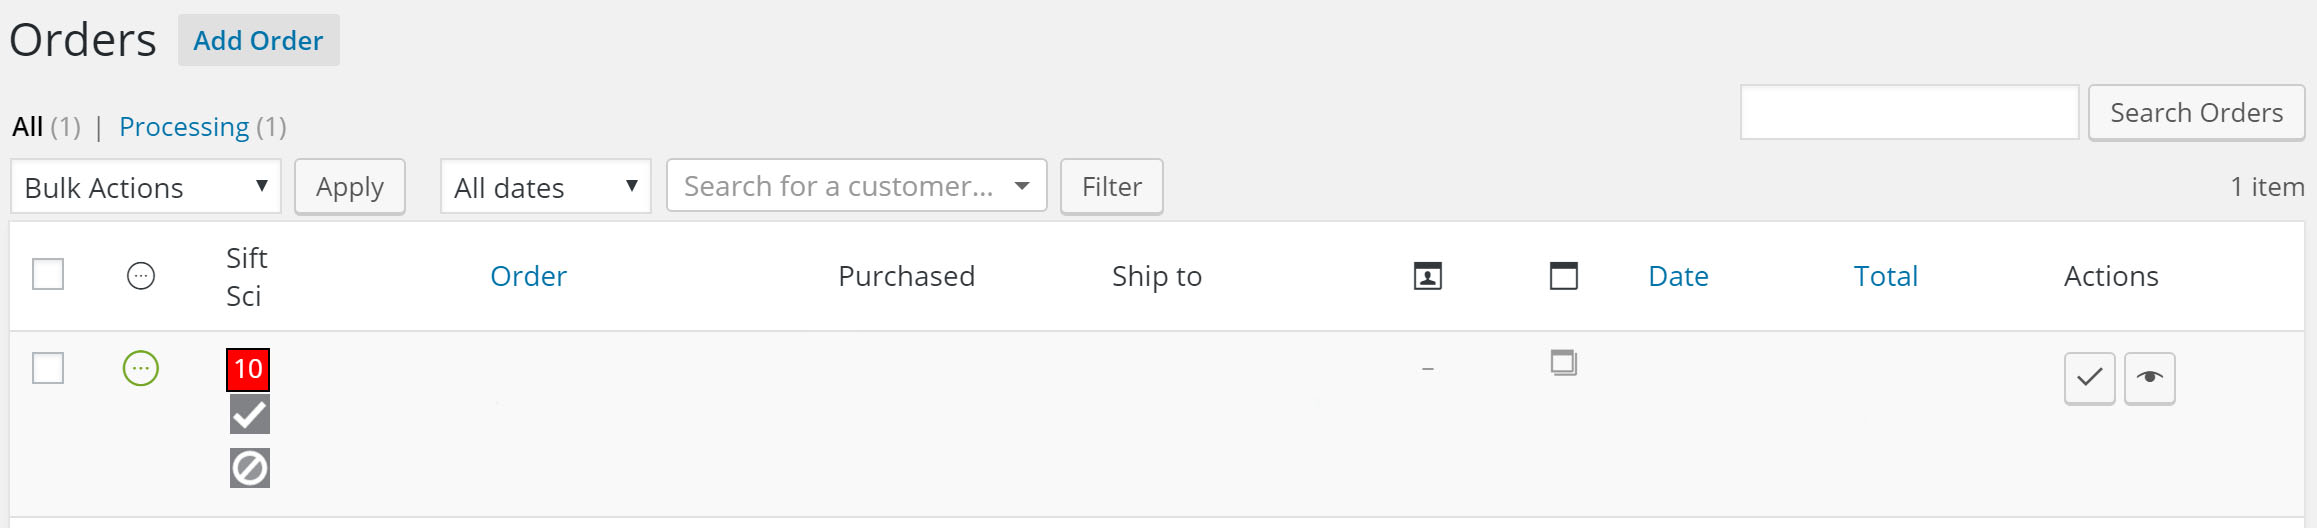 Orders Add Order
Search Orders
All (1) | Processing (1)
Bulk Actions Apply All dates Search for a customer... Filter 1 item
Sift
Sci
Order Purchased Ship to Date Total Actions
10 –